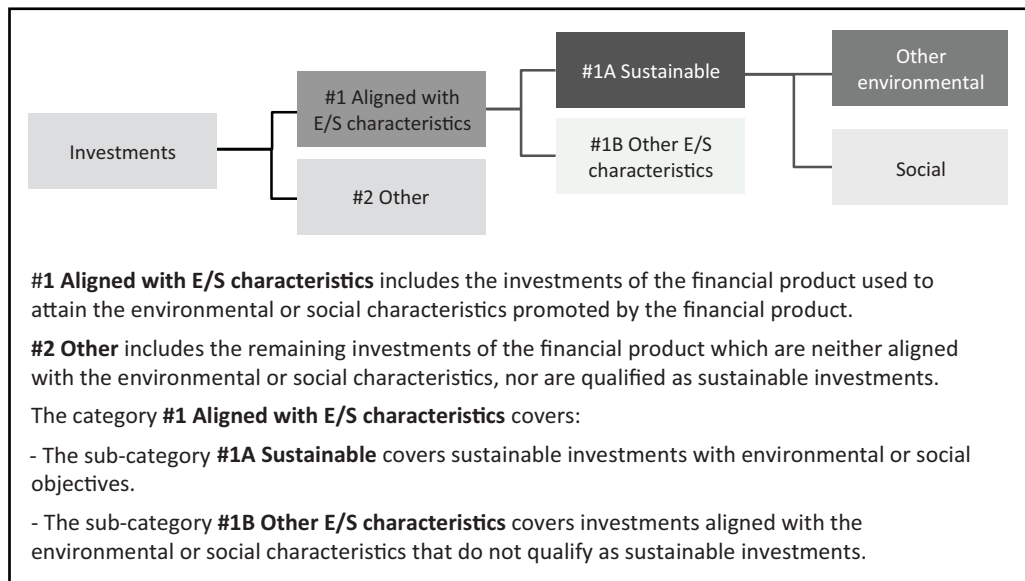 Investments
#1 Aligned with
E/S characteristics
#2 Other
#1A Sustainable
#1B Other E/S
characteristics
Other
environmental
Social
#1 Aligned with E/S characteristics includes the investments of the financial product used to
attain the environmental or social characteristics promoted by the financial product.
#2 Other includes the remaining investments of the financial product which are neither aligned
with the environmental or social characteristics, nor are qualified as sustainable investments.
The category #1 Aligned with E/S characteristics covers:
- The sub-category #1A Sustainable covers sustainable investments with environmental or social
objectives.
- The sub-category #1B Other E/S characteristics covers investments aligned with the
environmental or social characteristics that do not qualify as sustainable investments.